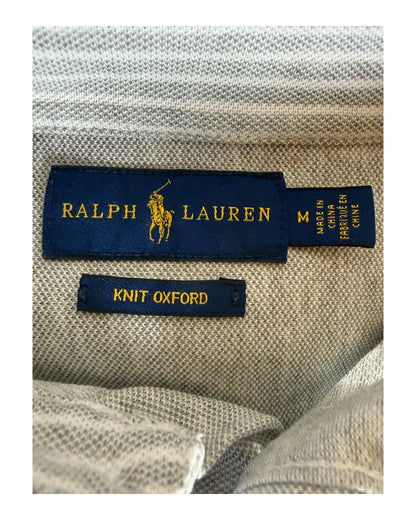 RALPH LAUREN
M
MADE IN
CHINA
FABRIQUÉ EN
CHINE
KNIT OXFORD